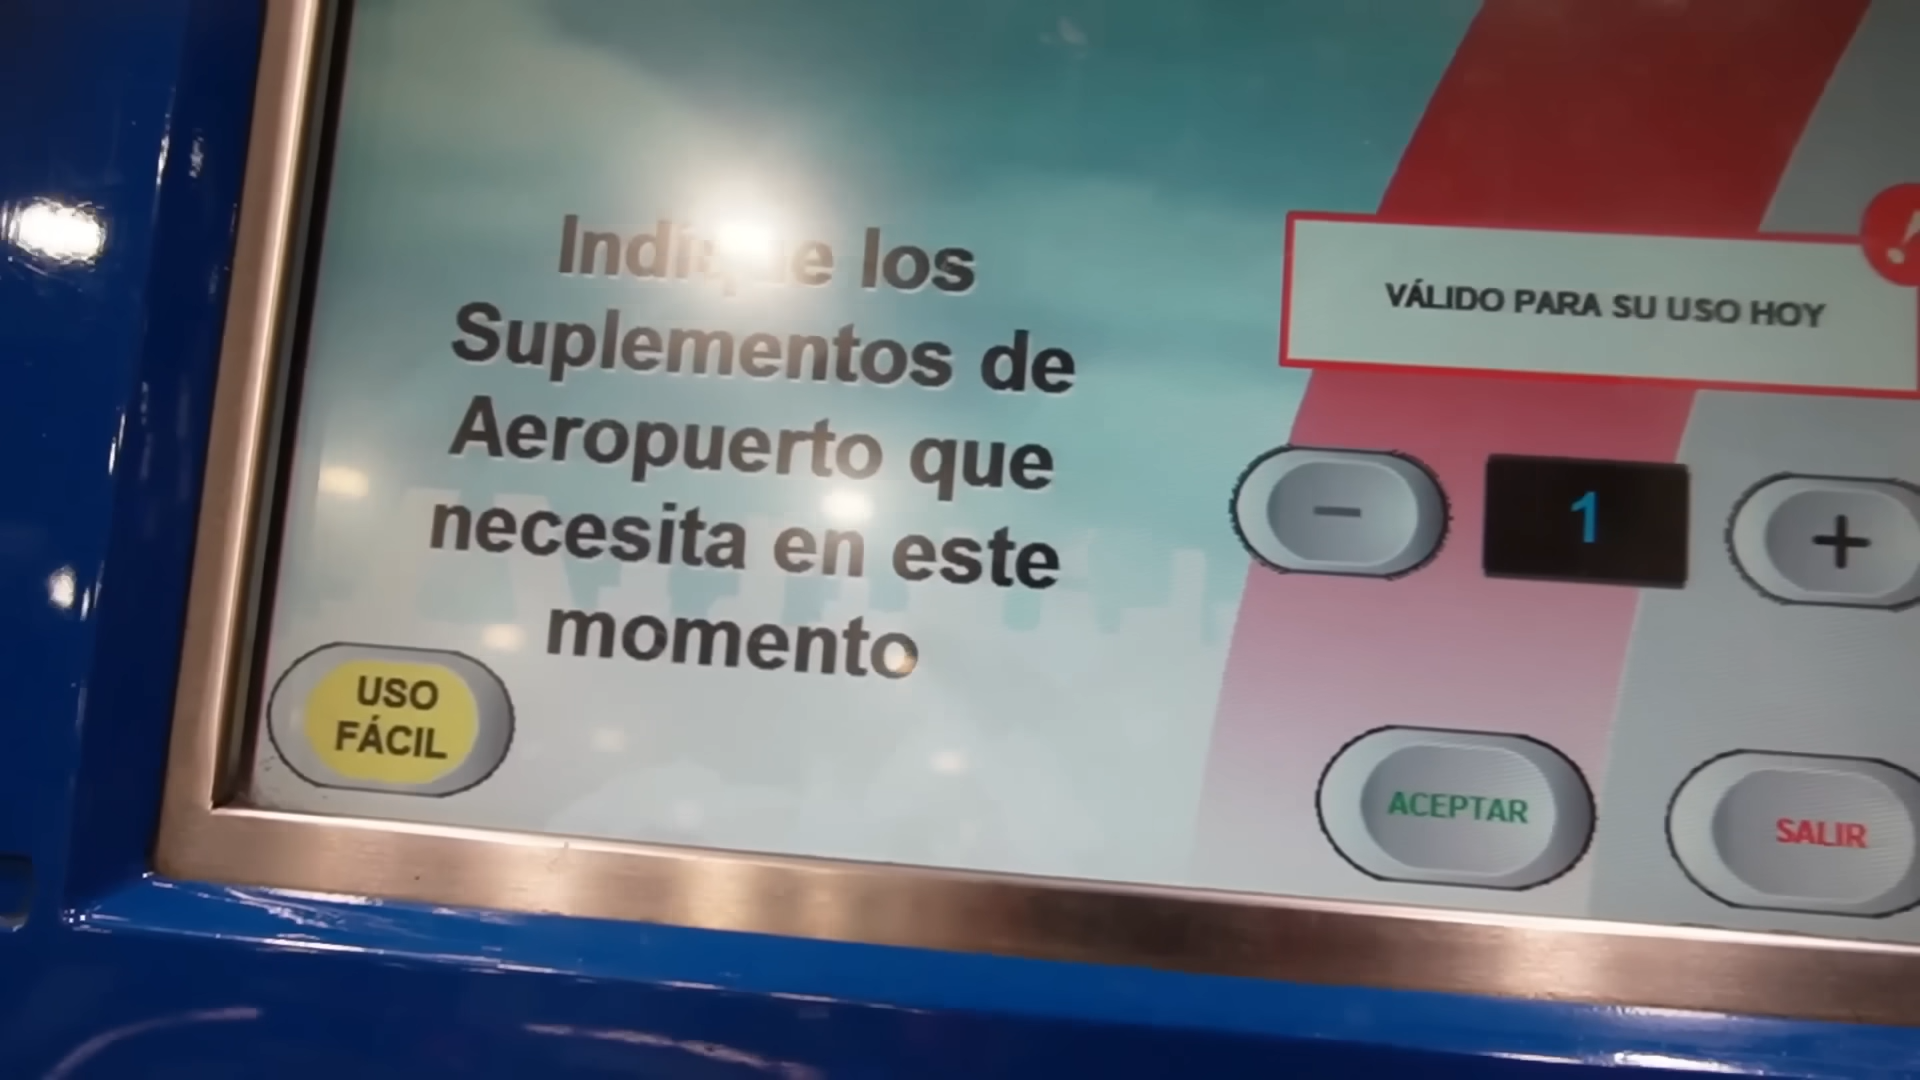 Indique los
Suplementos de
Aeropuerto que
necesita en este
momento
VÁLIDO PARA SU USO HOY
!
− 1 +
USO
FÁCIL
ACEPTAR
SALIR